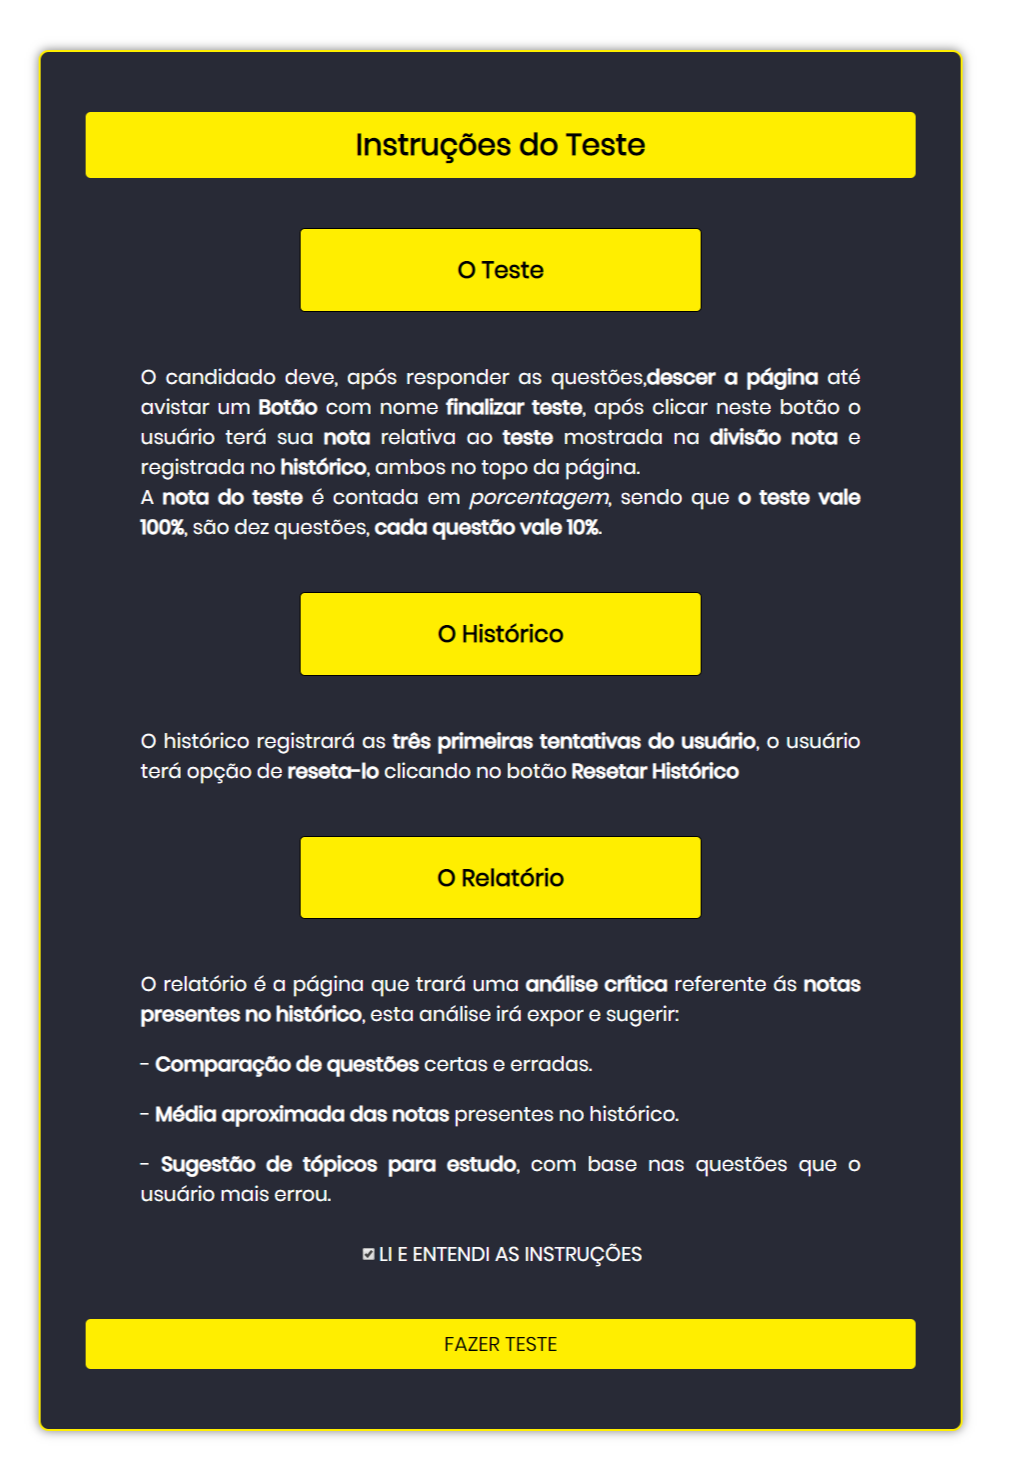 Instruções do Teste
O Teste
O candidado deve, após responder as questões,descer a página até
avistar um Botão com nome finalizar teste, após clicar neste botão o
usuário terá sua nota relativa ao teste mostrada na divisão nota e
registrada no histórico, ambos no topo da página.
A nota do teste é contada em porcentagem, sendo que o teste vale
100%, são dez questões, cada questão vale 10%.
O Histórico
O histórico registrará as três primeiras tentativas do usuário, o usuário
terá opção de reseta-lo clicando no botão Resetar Histórico
O Relatório
O relatório é a página que trará uma análise crítica referente ás notas
presentes no histórico, esta análise irá expor e sugerir:
- Comparação de questões certas e erradas.
- Média aproximada das notas presentes no histórico.
- Sugestão de tópicos para estudo, com base nas questões que o
usuário mais errou.
LI E ENTENDI AS INSTRUÇÕES
FAZER TESTE